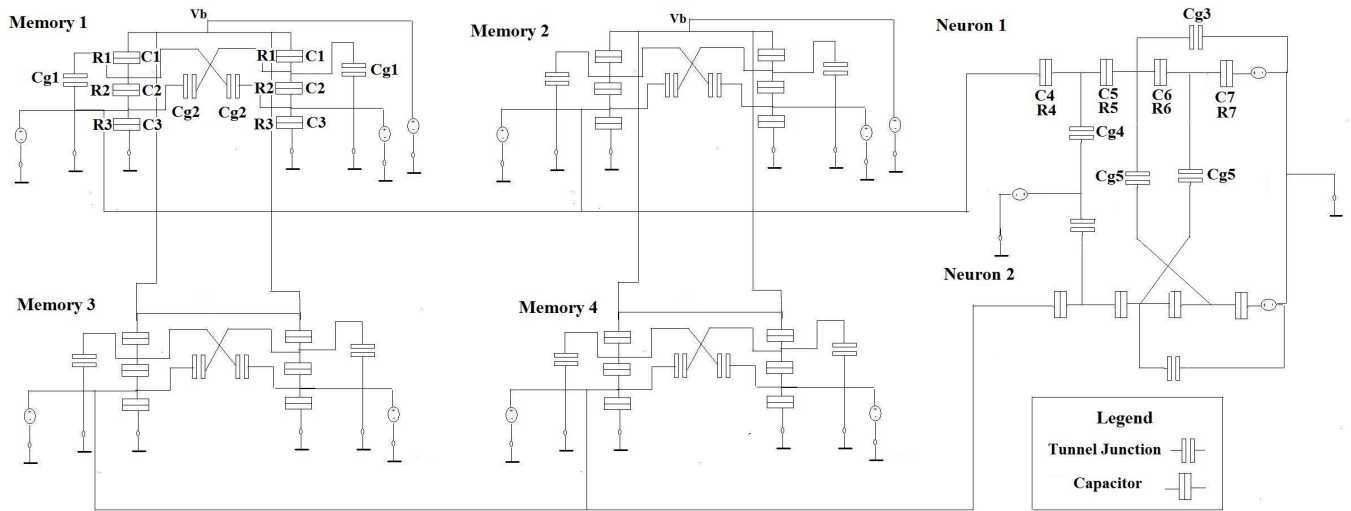 Vb
Memory 1
R1 C1 R1 C1
Cg1 Cg1
R2 C2 R2 C2
Cg2 Cg2
R3 C3 R3 C3
Vb
Memory 2
Neuron 1
Cg3
C4 C5 C6 C7
R4 R5 R6 R7
Cg4
Cg5 Cg5
Neuron 2
Memory 3
Memory 4
Legend
Tunnel Junction
Capacitor